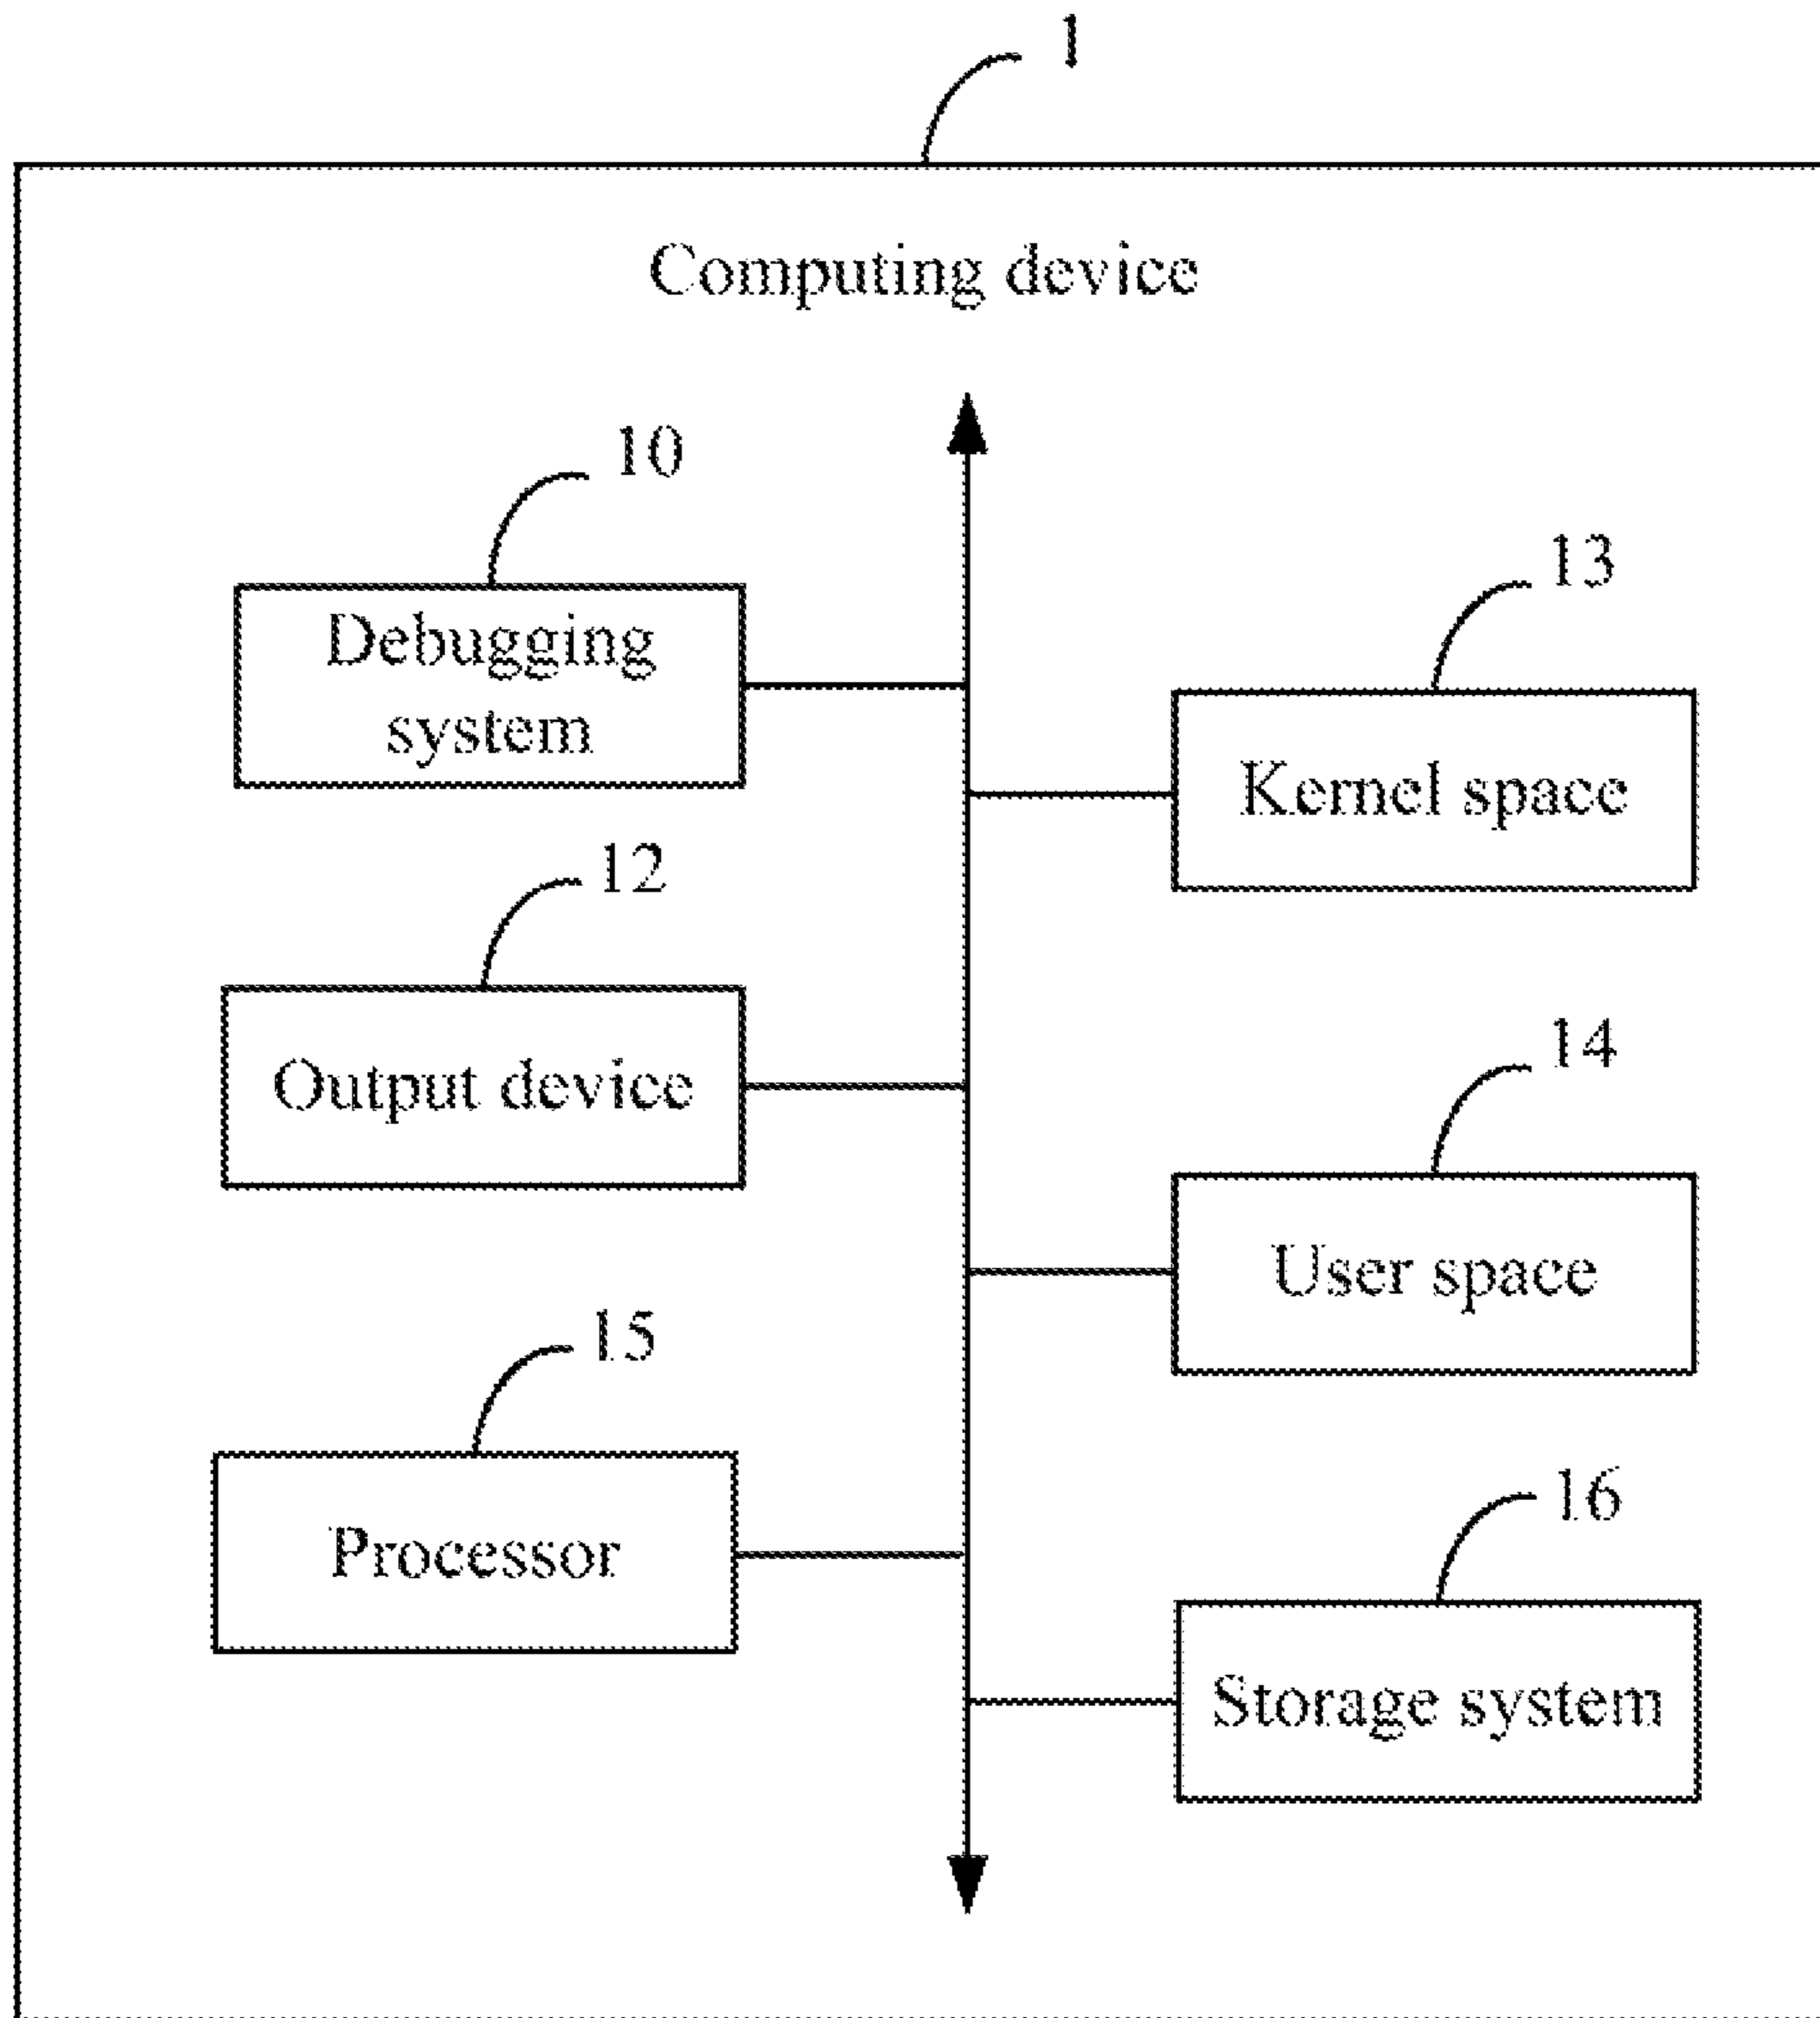 1
Computing device
10
Debugging
system
13
Kernel space
12
Output device
14
User space
15
Processor
16
Storage system